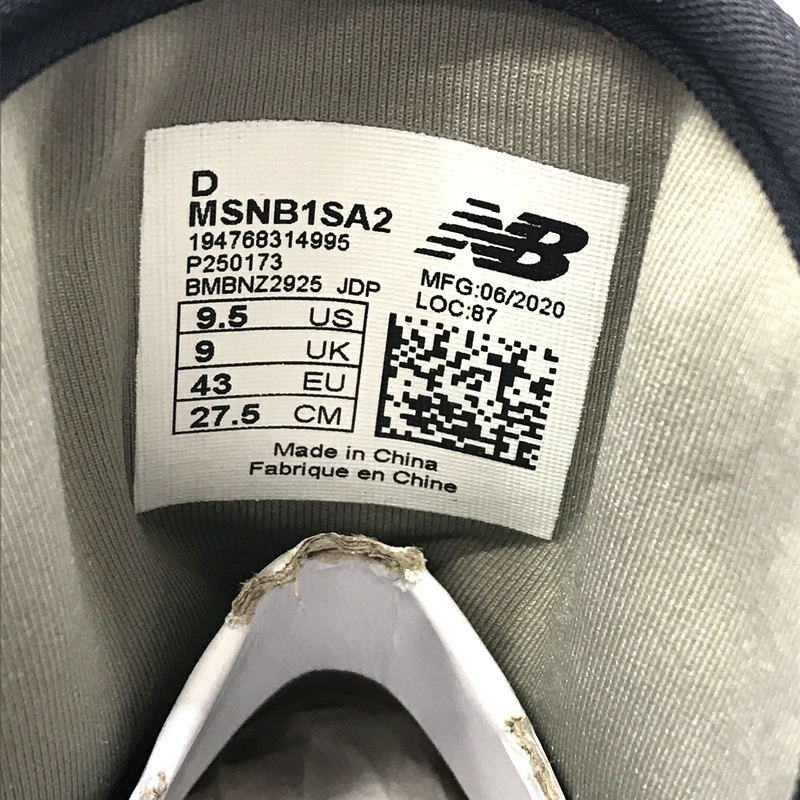 D
MSNB1SA2
194768314995
P250173
BMBNZ2925 JDP
NB
MFG:06/2020
LOC:87
9.5 US
9 UK
43 EU
27.5 CM
Made in China
Fabrique en Chine